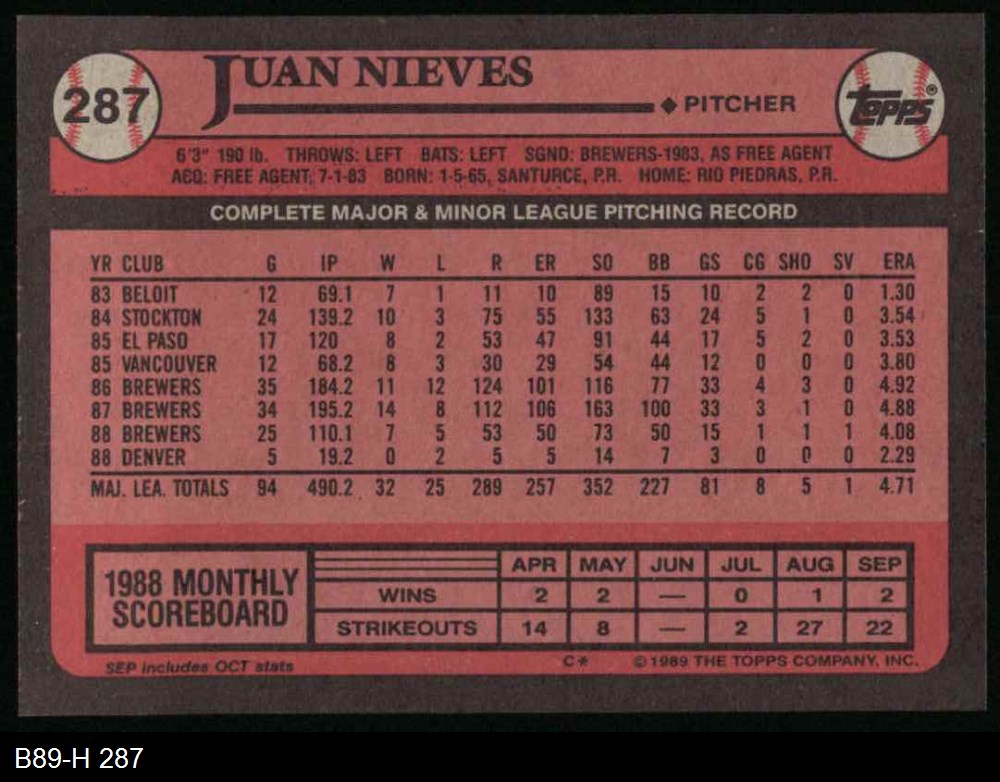 287
JUAN NIEVES
◆ PITCHER
TOPPS®
6'3" 190 lb. THROWS: LEFT BATS: LEFT SGND: BREWERS-1983, AS FREE AGENT
ACQ: FREE AGENT, 7-1-83 BORN: 1-5-65, SANTURCE, P.R. HOME: RIO PIEDRAS, P.R.
COMPLETE MAJOR & MINOR LEAGUE PITCHING RECORD
YR CLUB G IP W L R ER SO BB GS CG SHO SV ERA
83 BELOIT 12 69.1 7 1 11 10 89 15 10 2 2 0 1.30
84 STOCKTON 24 139.2 10 3 75 55 133 63 24 5 1 0 3.54
85 EL PASO 17 120 8 2 53 47 91 44 17 5 2 0 3.53
85 VANCOUVER 12 68.2 8 3 30 29 54 44 12 0 0 0 3.80
86 BREWERS 35 184.2 11 12 124 101 116 77 33 4 3 0 4.92
87 BREWERS 34 195.2 14 8 112 106 163 100 33 3 1 0 4.88
88 BREWERS 25 110.1 7 5 53 50 73 50 15 1 1 1 4.08
88 DENVER 5 19.2 0 2 5 5 14 7 3 0 0 0 2.29
MAJ. LEA. TOTALS 94 490.2 32 25 289 257 352 227 81 8 5 1 4.71
1988 MONTHLY
SCOREBOARD
APR MAY JUN JUL AUG SEP
WINS 2 2 — 0 1 2
STRIKEOUTS 14 8 — 2 27 22
SEP includes OCT stats
C* ©1989 THE TOPPS COMPANY, INC.
B89-H 287